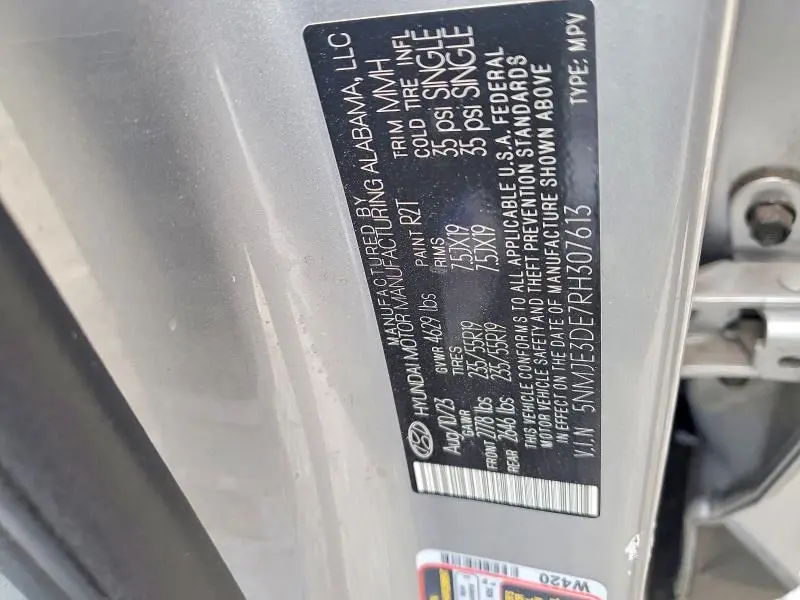 MANUFACTURED BY
HYUNDAI MOTOR MANUFACTURING ALABAMA, LLC
Aug/10/23 GVWR 4629 lbs PAINT R2T TRIM MMH
GAWR TIRES RIMS COLD TIRE INFL
FRONT 2778 lbs 235/55R19 7.5JX19 35 psi SINGLE
REAR 2646 lbs 235/55R19 7.5JX19 35 psi SINGLE
THIS VEHICLE CONFORMS TO ALL APPLICABLE U.S.A. FEDERAL
MOTOR VEHICLE SAFETY AND THEFT PREVENTION STANDARDS
IN EFFECT ON THE DATE OF MANUFACTURE SHOWN ABOVE
V.I.N 5NMJE3DE7RH307613 TYPE: MPV
W420